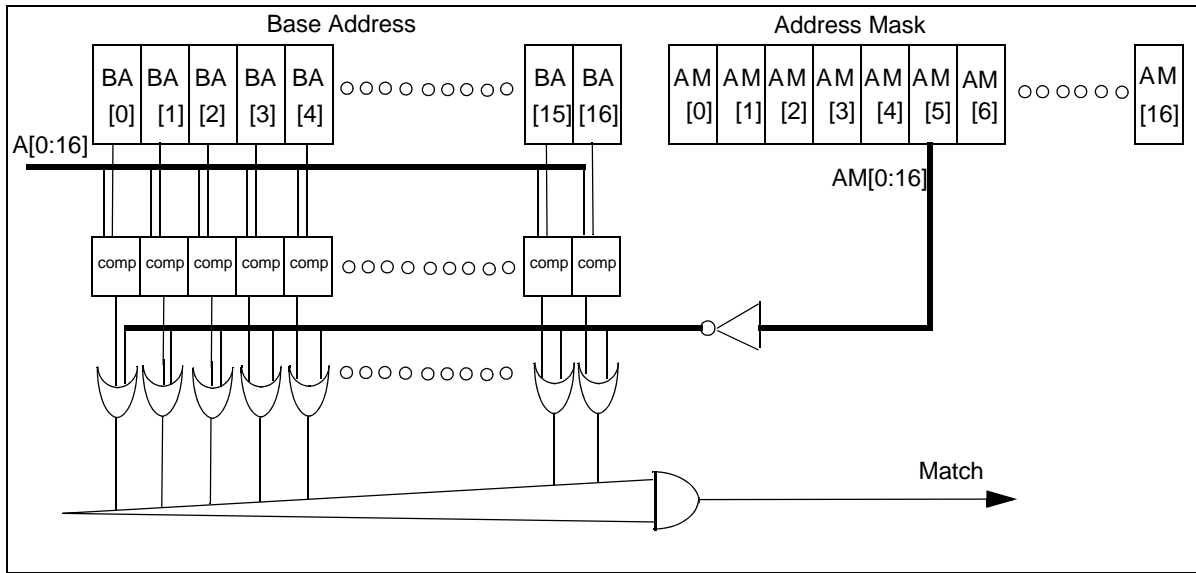 Base Address
Address Mask
BA [0]
BA [1]
BA [2]
BA [3]
BA [4]
BA [15]
BA [16]
AM [0]
AM [1]
AM [2]
AM [3]
AM [4]
AM [5]
AM [6]
AM [16]
A[0:16]
AM[0:16]
comp
comp
comp
comp
comp
comp
comp
Match